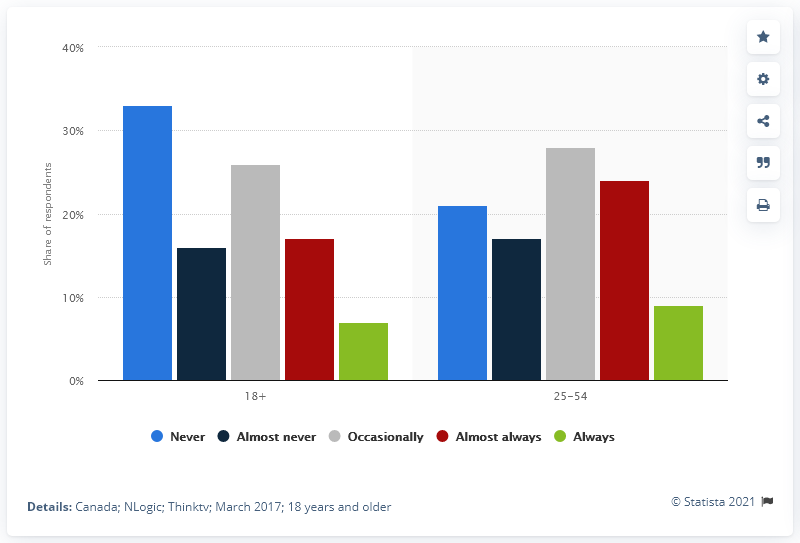 40%
30%
20%
10%
0%
Share of respondents
18+
25–54
Never
Almost never
Occasionally
Almost always
Always
Details: Canada; NLogic; Thinktv; March 2017; 18 years and older
© Statista 2021